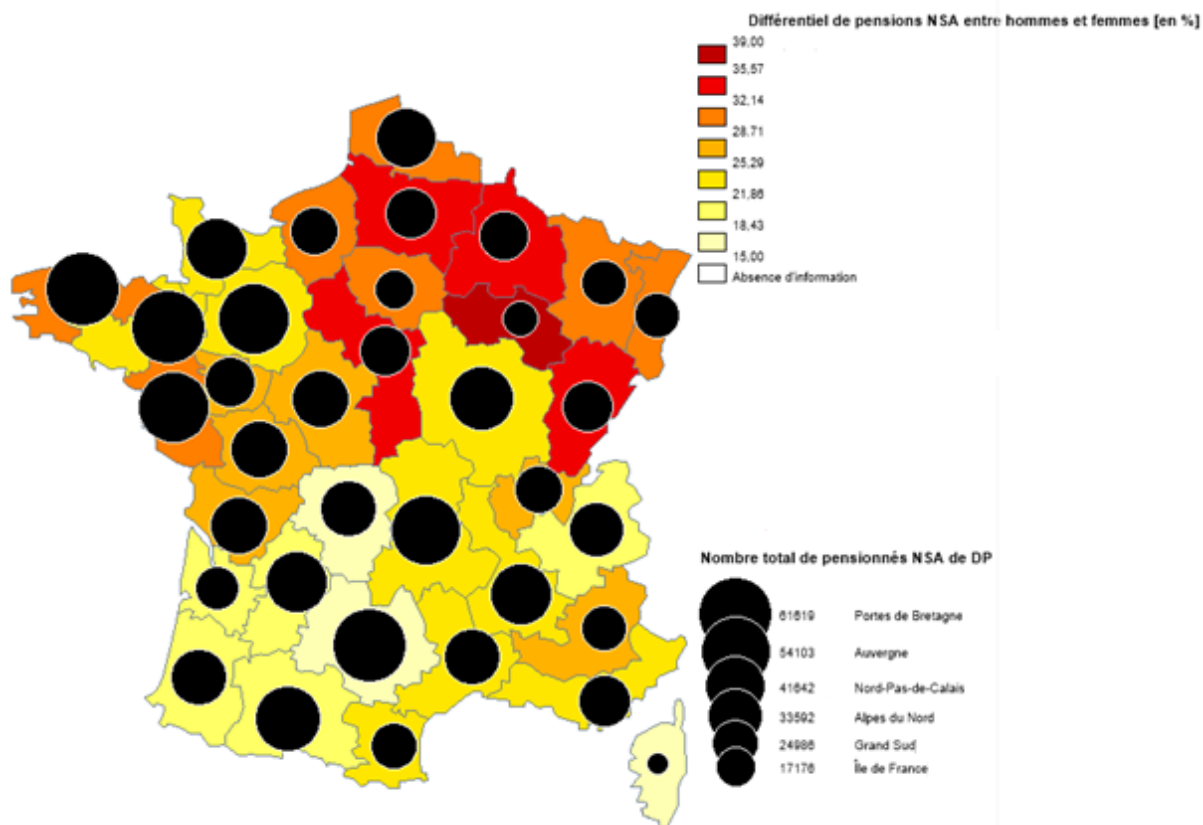 Différentiel de pensions NSA entre hommes et femmes [en %]
39,00
35,57
32,14
28,71
25,29
21,86
18,43
15,00
Absence d'information
Nombre total de pensionnés NSA de DP
61619 Portes de Bretagne
54103 Auvergne
41642 Nord-Pas-de-Calais
33592 Alpes du Nord
24986 Grand Sud
17176 Île de France